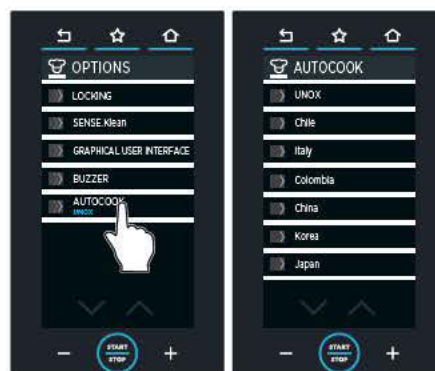 OPTIONS
LOCKING
SENSE.Klean
GRAPHICAL USER INTERFACE
BUZZER
AUTOCOOK
UNOX
START
STOP
AUTOCOOK
UNOX
Chile
Italy
Colombia
China
Korea
Japan
START
STOP